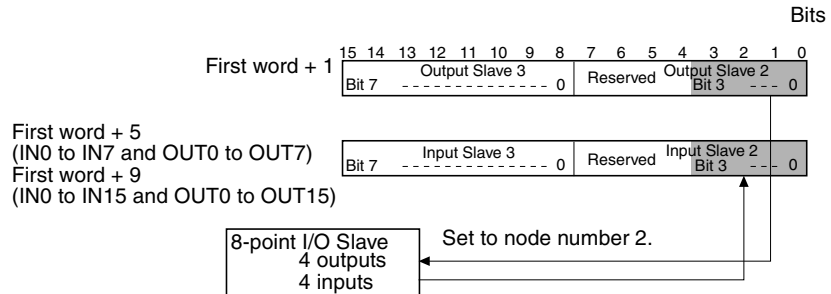 Bits
15 14 13 12 11 10 9 8 7 6 5 4 3 2 1 0
First word + 1
Output Slave 3 Reserved Output Slave 2
Bit 7 - - - - - - - - - - - - - - 0 Bit 3 - - - 0
First word + 5
(IN0 to IN7 and OUT0 to OUT7)
First word + 9
(IN0 to IN15 and OUT0 to OUT15)
Input Slave 3 Reserved Input Slave 2
Bit 7 - - - - - - - - - - - - - - 0 Bit 3 - - - 0
8-point I/O Slave
4 outputs
4 inputs
Set to node number 2.